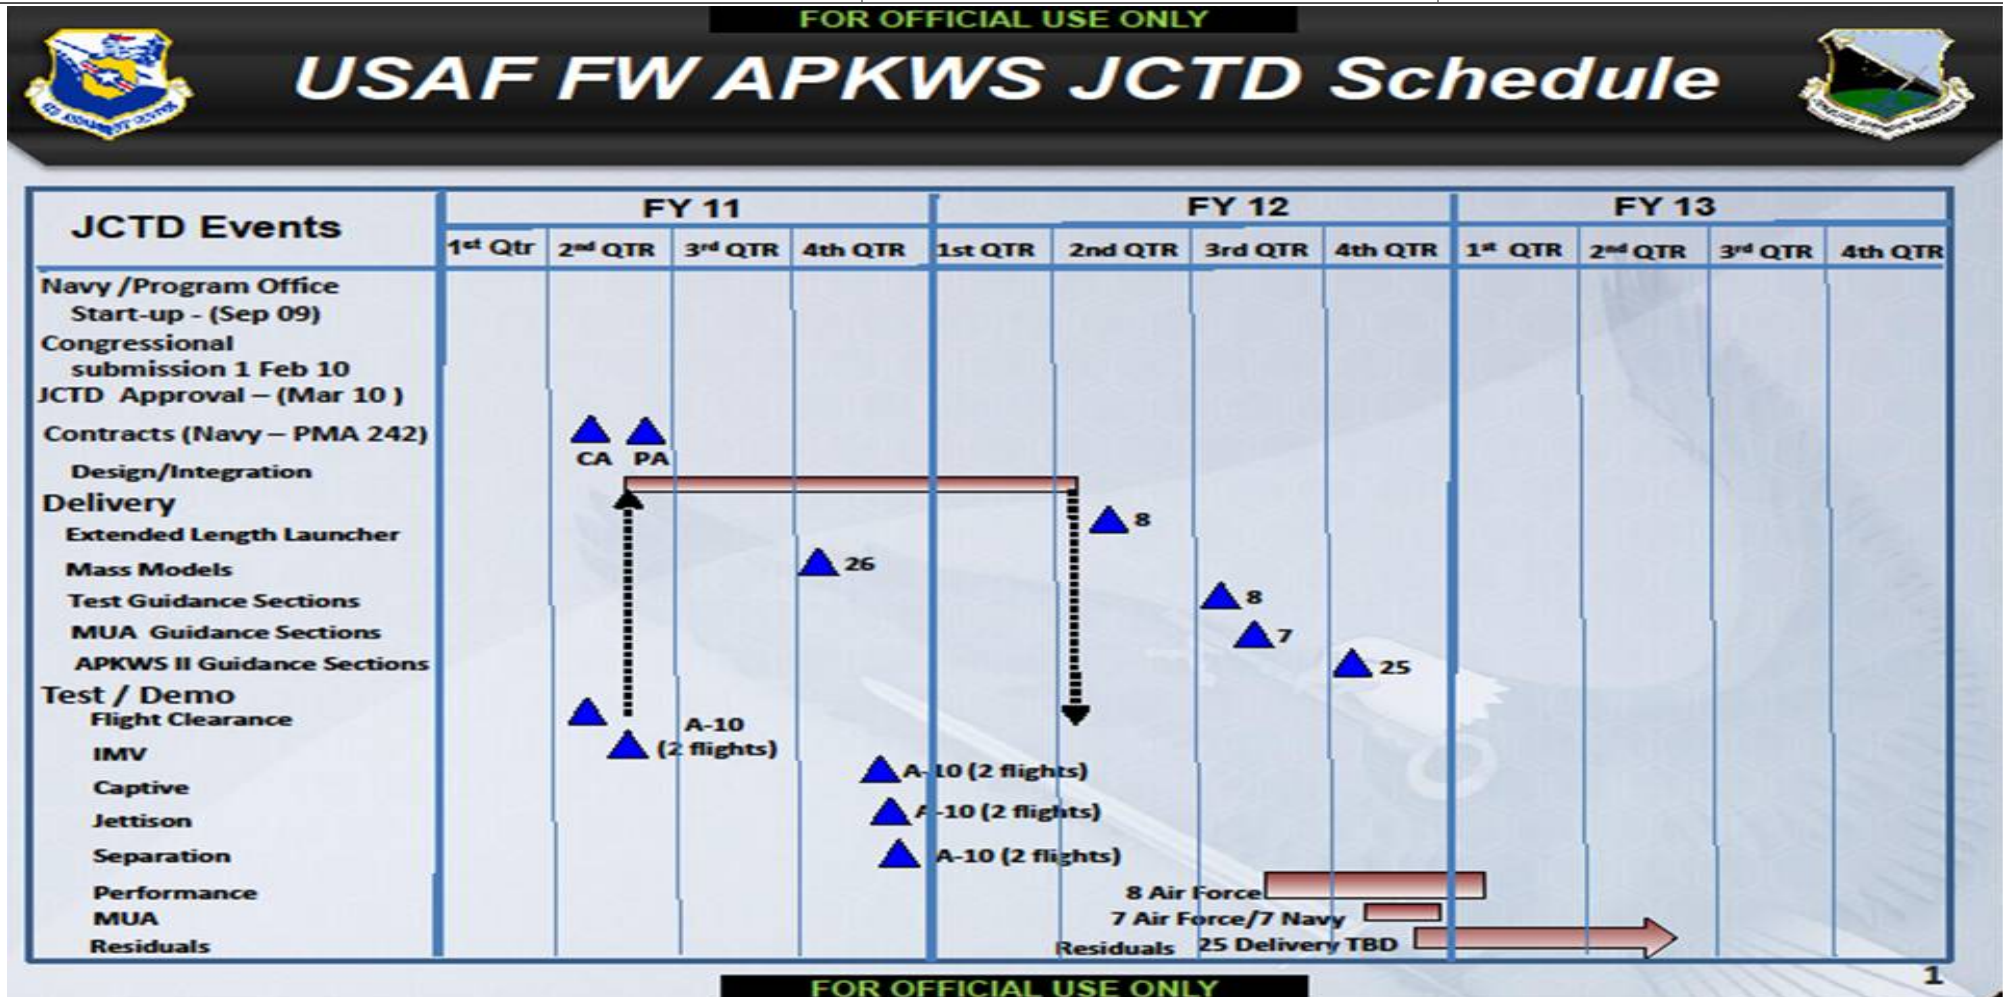 FOR OFFICIAL USE ONLY
USAF FW APKWS JCTD Schedule
JCTD Events
FY 11
FY 12
FY 13
1st Qtr
2nd QTR
3rd QTR
4th QTR
1st QTR
2nd QTR
3rd QTR
4th QTR
1st QTR
2nd QTR
3rd QTR
4th QTR
Navy /Program Office
Start-up - (Sep 09)
Congressional
submission 1 Feb 10
JCTD Approval – (Mar 10 )
Contracts (Navy – PMA 242)
CA PA
Design/Integration
Delivery
Extended Length Launcher
8
Mass Models
26
Test Guidance Sections
8
MUA Guidance Sections
7
APKWS II Guidance Sections
25
Test / Demo
Flight Clearance
IMV
A-10
(2 flights)
Captive
A-10 (2 flights)
Jettison
A-10 (2 flights)
Separation
A-10 (2 flights)
Performance
8 Air Force
MUA
7 Air Force/7 Navy
Residuals
Residuals 25 Delivery TBD
1
FOR OFFICIAL USE ONLY